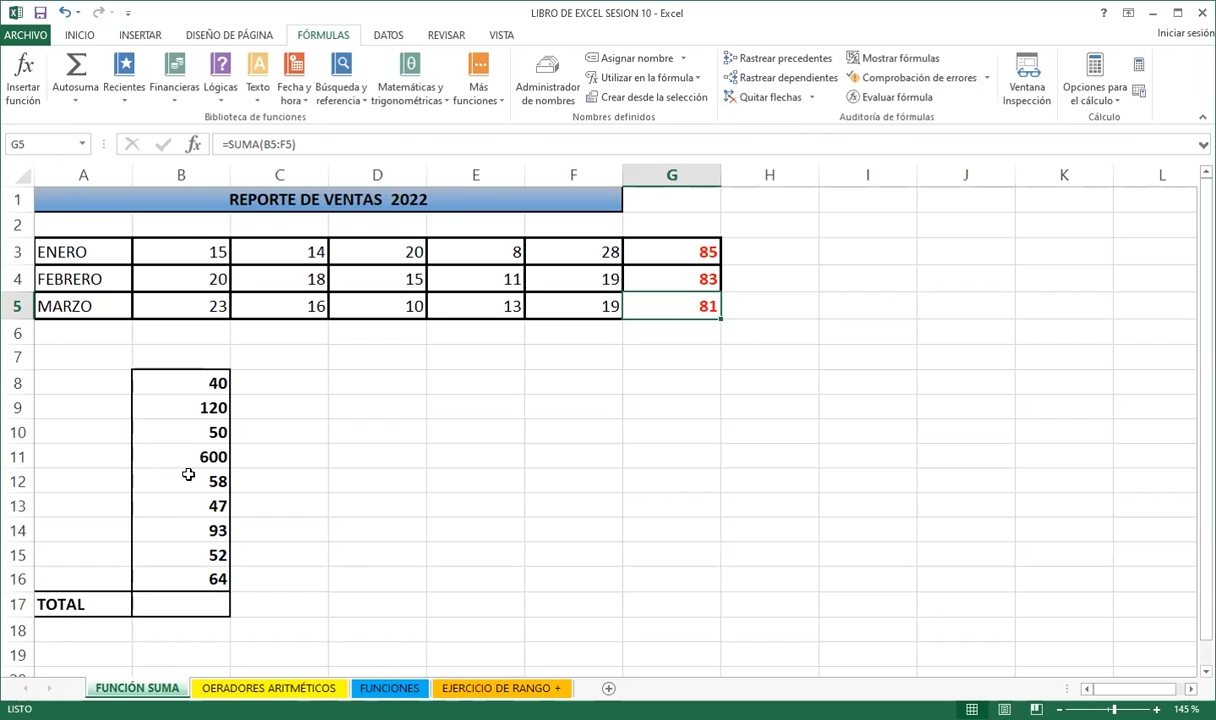 LIBRO DE EXCEL SESION 10 - Excel
?
ARCHIVO INICIO INSERTAR DISEÑO DE PÁGINA FÓRMULAS DATOS REVISAR VISTA Iniciar sesión
Insertar función
Autosuma
Recientes
Financieras
Lógicas
Texto
Fecha y hora
Búsqueda y referencia
Matemáticas y trigonométricas
Más funciones
Biblioteca de funciones
Administrador de nombres
Asignar nombre
Utilizar en la fórmula
Crear desde la selección
Nombres definidos
Rastrear precedentes
Rastrear dependientes
Quitar flechas
Mostrar fórmulas
Comprobación de errores
Evaluar fórmula
Auditoría de fórmulas
Ventana Inspección
Opciones para el cálculo
Cálculo
G5 fx =SUMA(B5:F5)
A B C D E F G H I J K L
1 REPORTE DE VENTAS 2022
2
3 ENERO 15 14 20 8 28 85
4 FEBRERO 20 18 15 11 19 83
5 MARZO 23 16 10 13 19 81
6
7
8 40
9 120
10 50
11 600
12 58
13 47
14 93
15 52
16 64
17 TOTAL
18
19
FUNCIÓN SUMA OERADORES ARITMÉTICOS FUNCIONES EJERCICIO DE RANGO +
LISTO 145 %